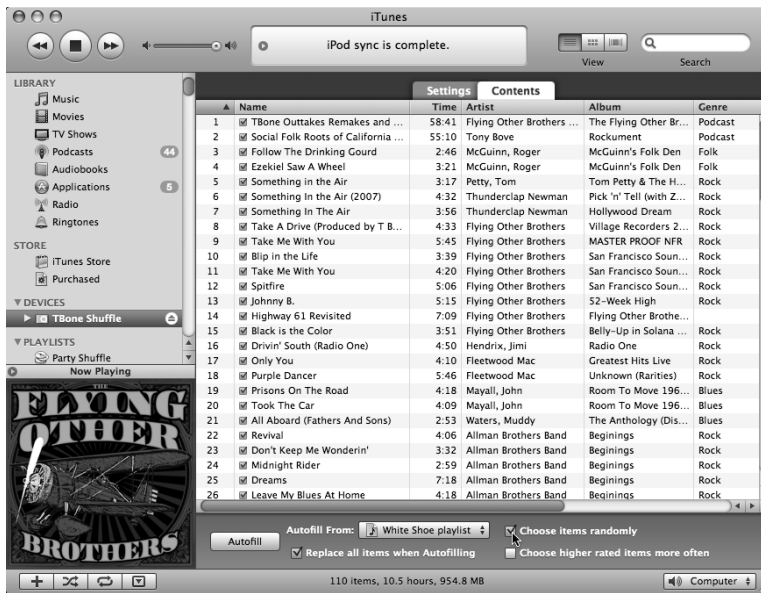 iTunes
iPod sync is complete.
View
Search
LIBRARY
Music
Movies
TV Shows
Podcasts 44
Audiobooks
Applications 5
Radio
Ringtones
STORE
iTunes Store
Purchased
DEVICES
TBone Shuffle
PLAYLISTS
Party Shuffle
Now Playing
THE
FLYING
OTHER
BROTHERS
Settings Contents
Name Time Artist Album Genre
1 TBone Outtakes Remakes and ... 58:41 Flying Other Brothers ... The Flying Other Br... Podcast
2 Social Folk Roots of California ... 55:10 Tony Bove Rockument Podcast
3 Follow The Drinking Gourd 2:46 McGuinn, Roger McGuinn's Folk Den Folk
4 Ezekiel Saw A Wheel 3:21 McGuinn, Roger McGuinn's Folk Den Folk
5 Something in the Air 3:17 Petty, Tom Tom Petty & The H... Rock
6 Something in the Air (2007) 4:32 Thunderclap Newman Pick 'n' Tell (with Z... Rock
7 Something In The Air 3:56 Thunderclap Newman Hollywood Dream Rock
8 Take A Drive (Produced by T B... 4:33 Flying Other Brothers Village Recorders 2... Rock
9 Take Me With You 5:45 Flying Other Brothers MASTER PROOF NFR Rock
10 Blip in the Life 3:39 Flying Other Brothers San Francisco Soun... Rock
11 Take Me With You 4:20 Flying Other Brothers San Francisco Soun... Rock
12 Spitfire 5:06 Flying Other Brothers San Francisco Soun... Rock
13 Johnny B. 5:15 Flying Other Brothers 52-Week High Rock
14 Highway 61 Revisited 7:09 Flying Other Brothers Flying Other Brothe...
15 Black is the Color 3:51 Flying Other Brothers Belly-Up in Solana ... Rock
16 Drivin' South (Radio One) 4:50 Hendrix, Jimi Radio One Rock
17 Only You 4:10 Fleetwood Mac Greatest Hits Live Rock
18 Purple Dancer 5:46 Fleetwood Mac Unknown (Rarities) Rock
19 Prisons On The Road 4:18 Mayall, John Room To Move 196... Blues
20 Took The Car 4:09 Mayall, John Room To Move 196... Blues
21 All Aboard (Fathers And Sons) 2:53 Waters, Muddy The Anthology (Dis... Blues
22 Revival 4:06 Allman Brothers Band Beginings Rock
23 Don't Keep Me Wonderin' 3:32 Allman Brothers Band Beginings Rock
24 Midnight Rider 2:59 Allman Brothers Band Beginings Rock
25 Dreams 7:18 Allman Brothers Band Beginings Rock
26 Leave My Blues At Home 4:18 Allman Brothers Band Beginings Rock
Autofill
Autofill From: White Shoe playlist
Choose items randomly
Replace all items when Autofilling
Choose higher rated items more often
110 items, 10.5 hours, 954.8 MB
Computer